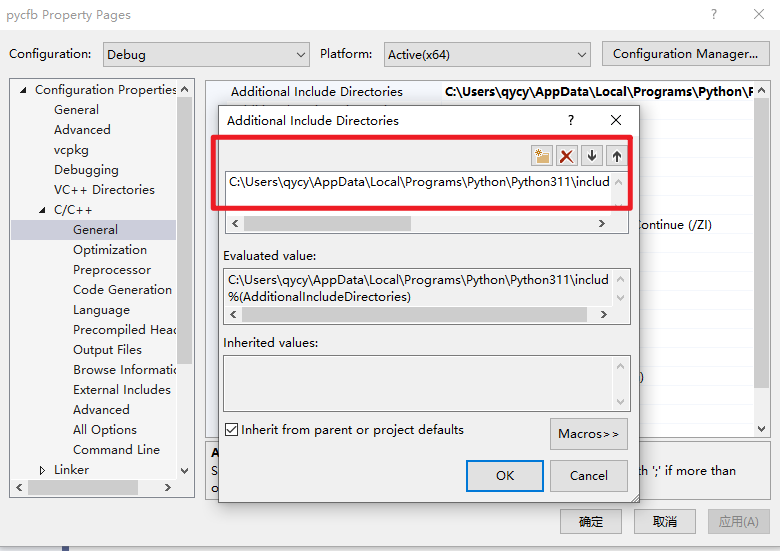 pycfb Property Pages
Configuration: Debug Platform: Active(x64) Configuration Manager...
Configuration Properties
General
Advanced
vcpkg
Debugging
VC++ Directories
C/C++
General
Optimization
Preprocessor
Code Generation
Language
Precompiled Head
Output Files
Browse Informatio
External Includes
Advanced
All Options
Command Line
Linker
Additional Include Directories C:\Users\qycy\AppData\Local\Programs\Python\P
Additional Include Directories
C:\Users\qycy\AppData\Local\Programs\Python\Python311\includ
Continue (/ZI)
Evaluated value:
C:\Users\qycy\AppData\Local\Programs\Python\Python311\includ
%(AdditionalIncludeDirectories)
Inherited values:
Inherit from parent or project defaults
Macros>>
';' if more than
OK Cancel
确定 取消 应用(A)